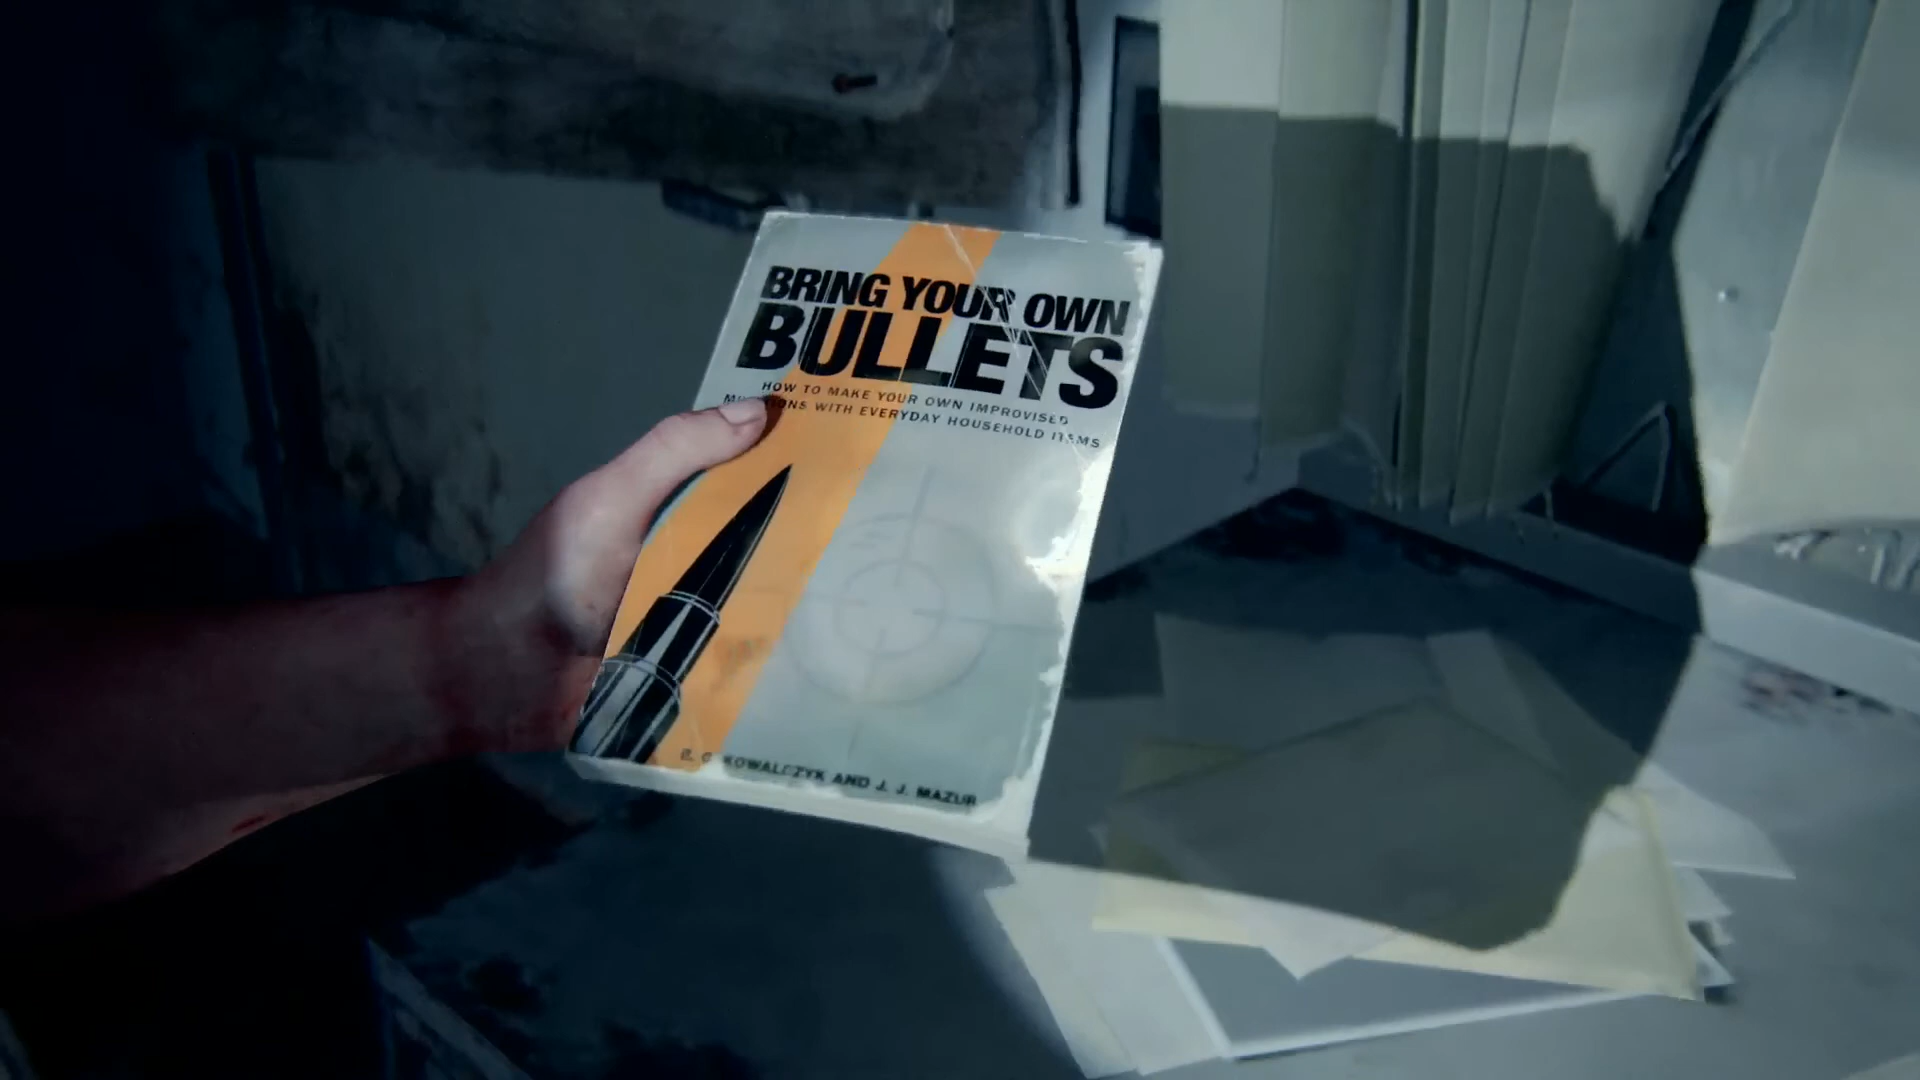 BRING YOUR OWN
BULLETS
HOW TO MAKE YOUR OWN IMPROVISED
WITH EVERYDAY HOUSEHOLD ITEMS
KOWALCZYK AND J. J. MAZUR